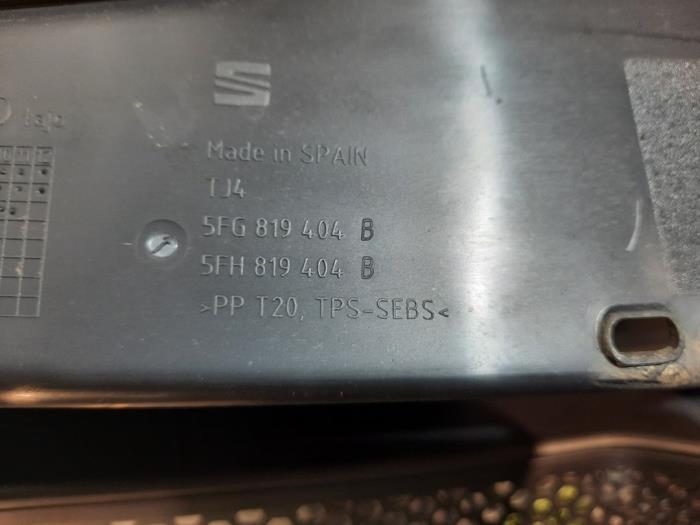 Made in SPAIN
TJ4
5FG 819 404 B
5FH 819 404 B
>PP T20, TPS-SEBS<